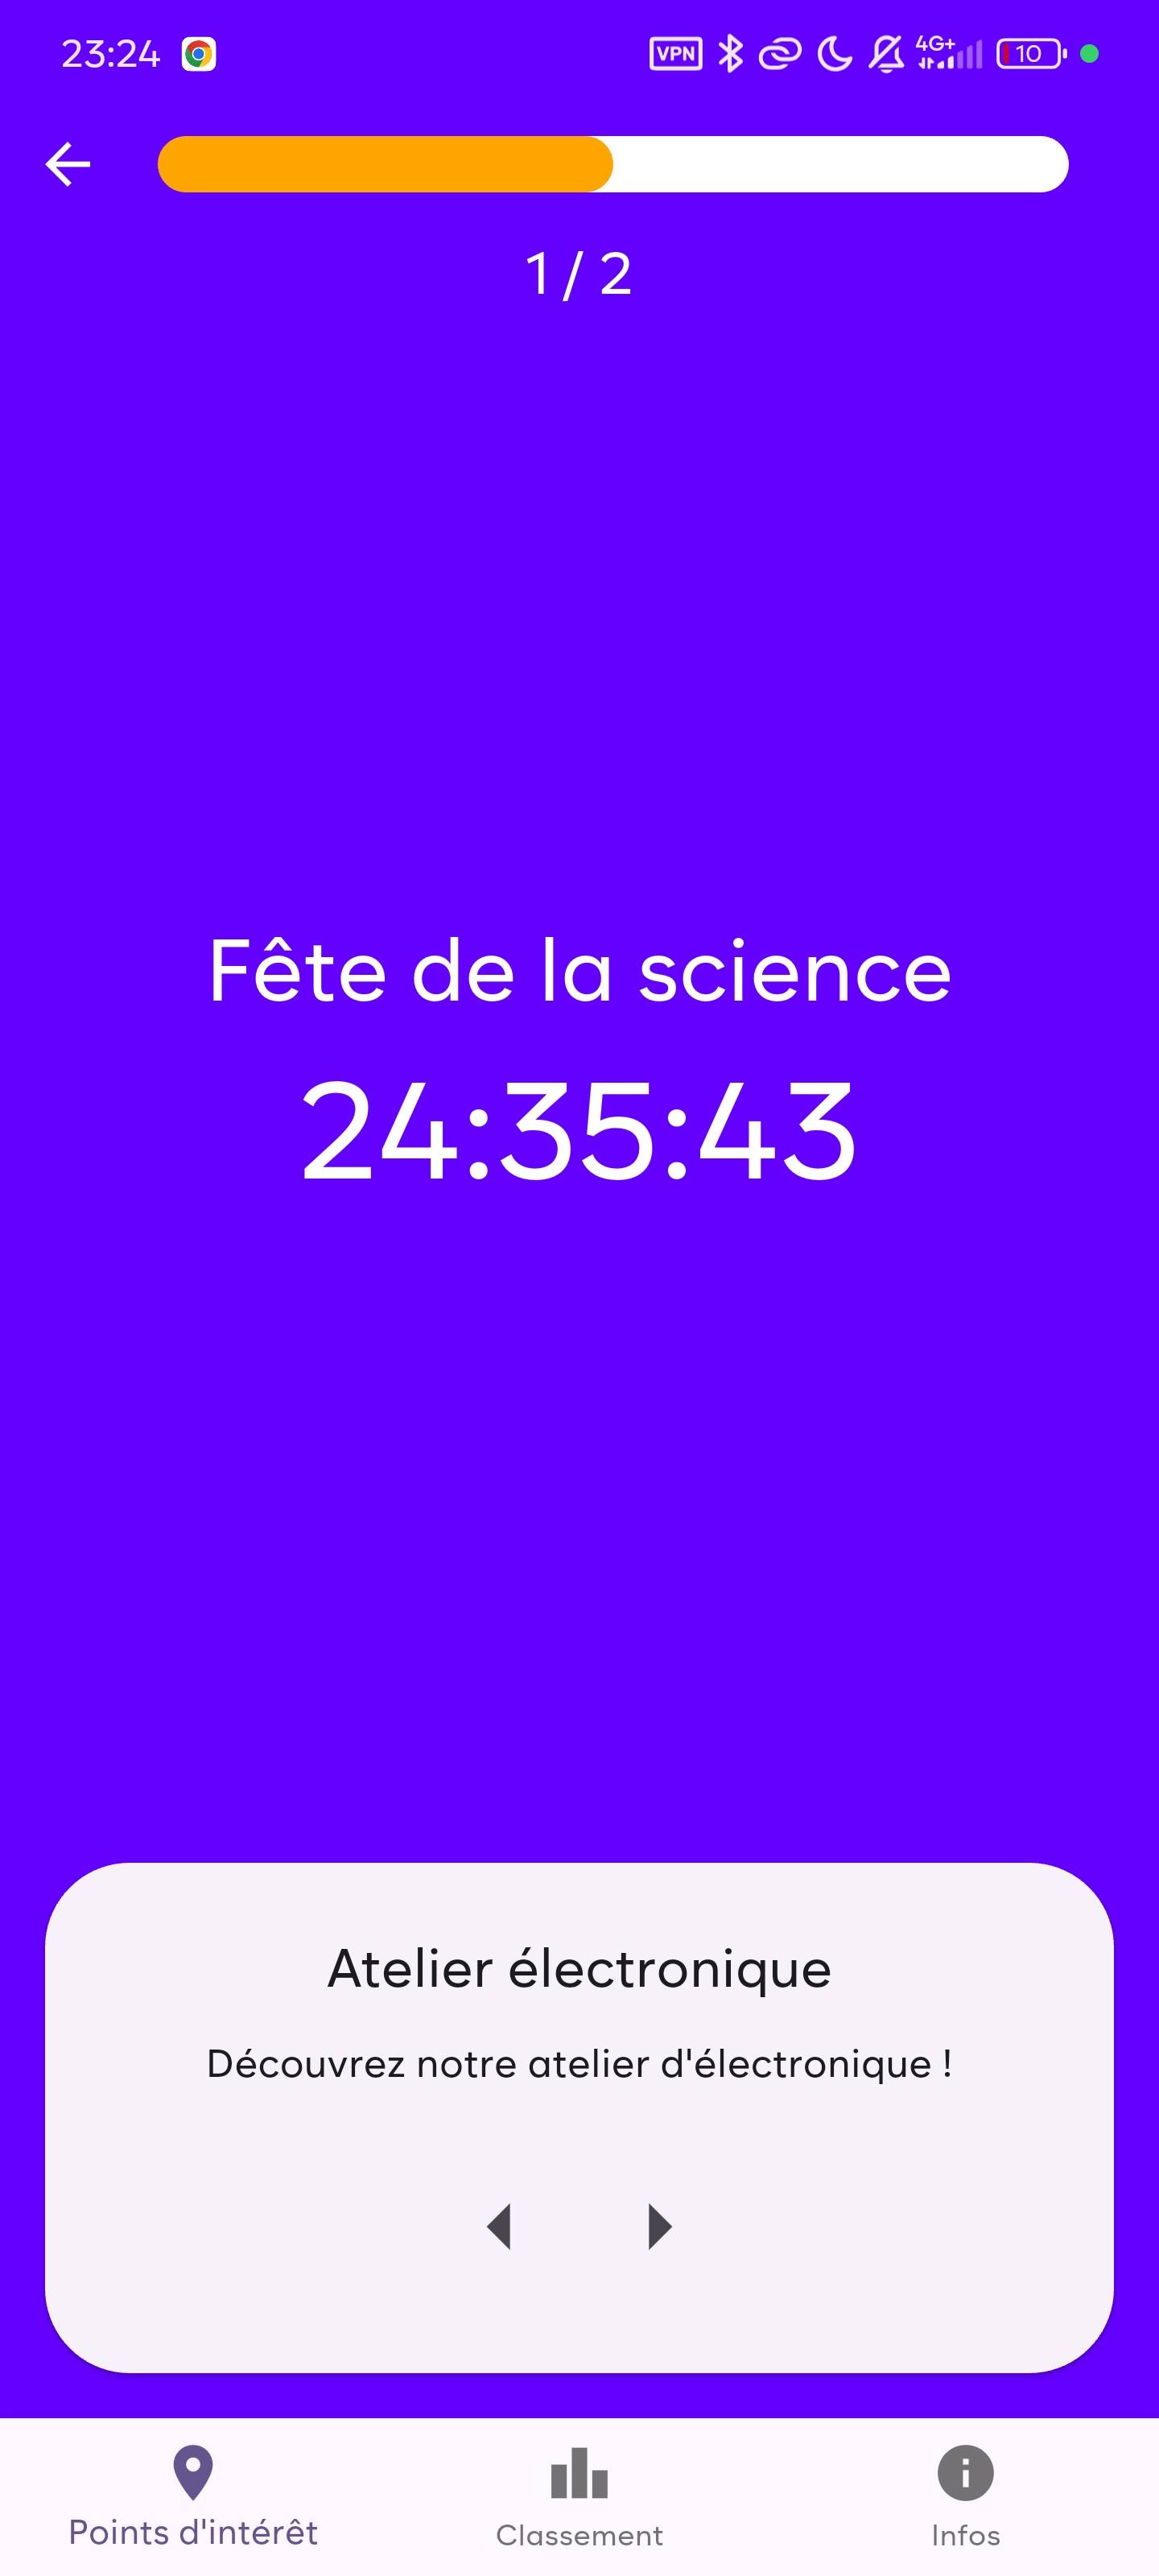 23:24
VPN
4G+
10
1 / 2
Fête de la science
24:35:43
Atelier électronique
Découvrez notre atelier d'électronique !
Points d'intérêt
Classement
Infos